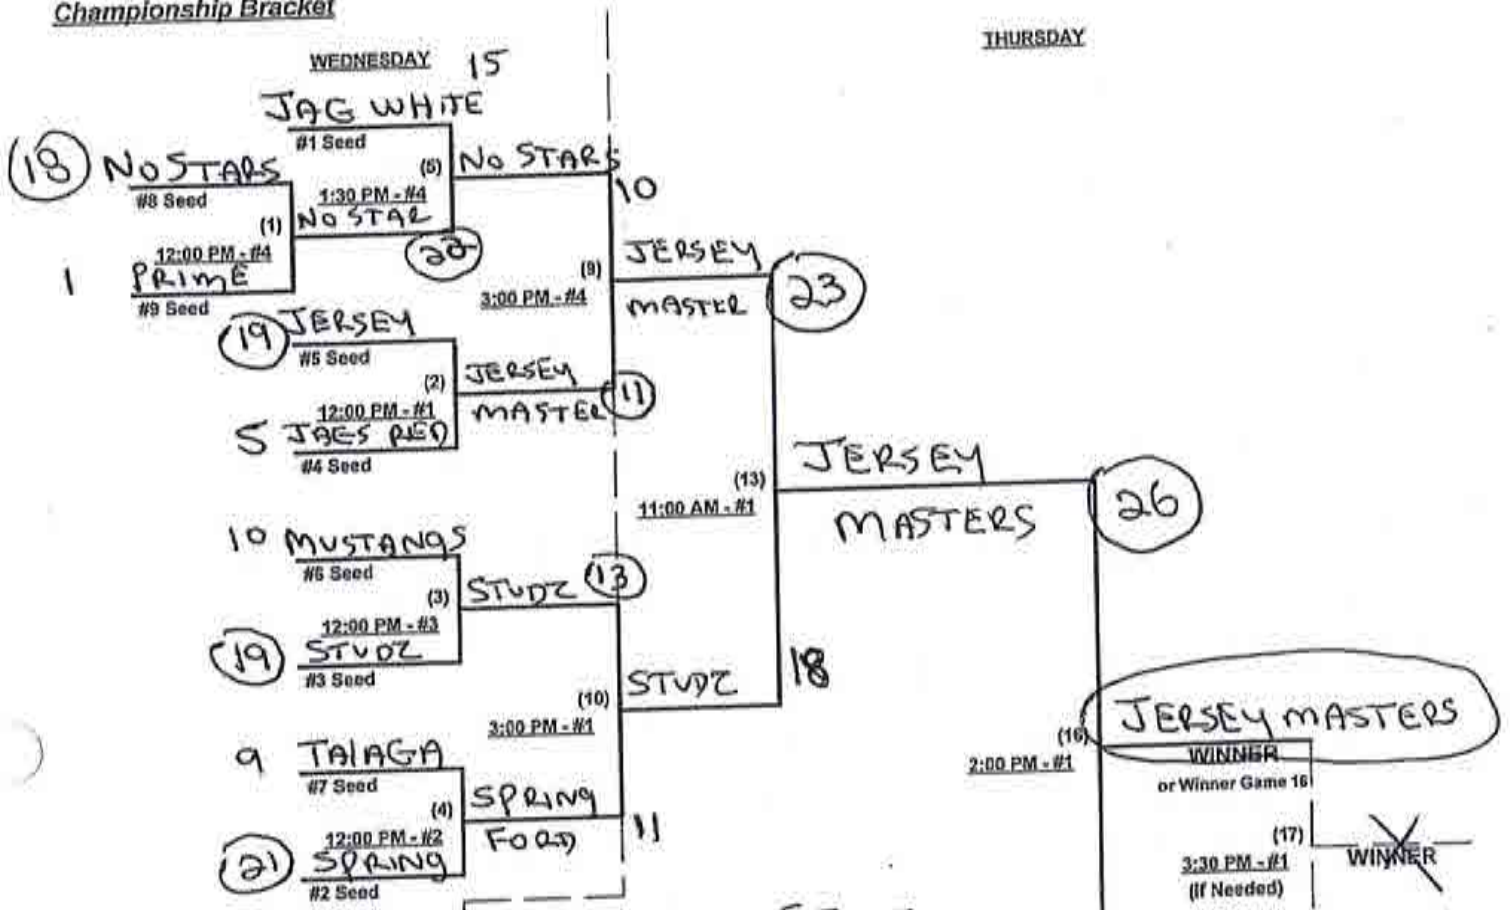 Championship Bracket
WEDNESDAY 15
THURSDAY
JAG WHITE
#1 Seed
NO STARS
#8 Seed
(5) NO STARS
1:30 PM - #4
10
(1) NO STAR
12:00 PM - #4
1 PRIME
#9 Seed
JERSEY
(9)
MASTER
23
3:00 PM - #4
19 JERSEY
#5 Seed
(2) JERSEY
MASTER 11
12:00 PM - #1
5 JAGS RED
#4 Seed
JERSEY
(13)
MASTERS
26
11:00 AM - #1
10 MUSTANGS
#6 Seed
(3) STUDZ 13
12:00 PM - #3
19 STUDZ
#3 Seed
(10) STUDZ 18
3:00 PM - #1
JERSEY MASTERS
(16)
WINNER
2:00 PM - #1
or Winner Game 16
9 TAIAGA
#7 Seed
(4) SPRING
FORD 11
12:00 PM - #2
21 SPRING
#2 Seed
(17)
WINNER
3:30 PM - #1
(If Needed)